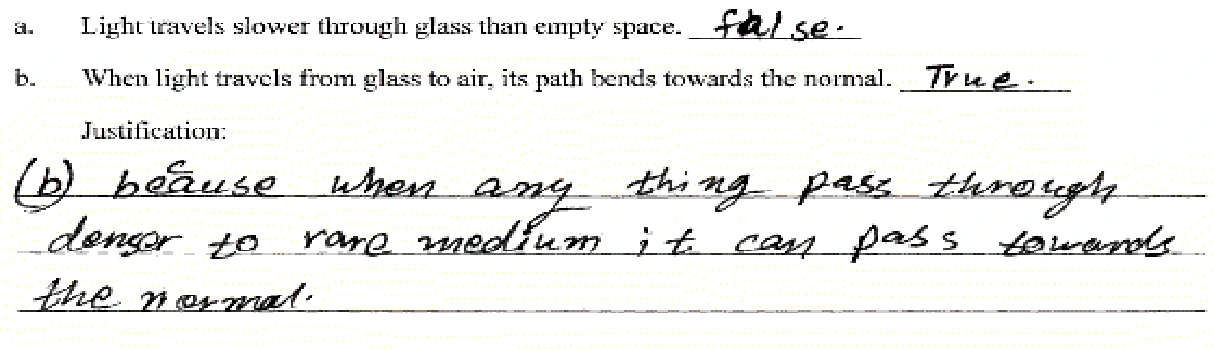 a. Light travels slower through glass than empty space. false.
b. When light travels from glass to air, its path bends towards the normal. True.
Justification:
(b) beacuse when any thing pass through
denser to rare medium it can pass towards
the normal.